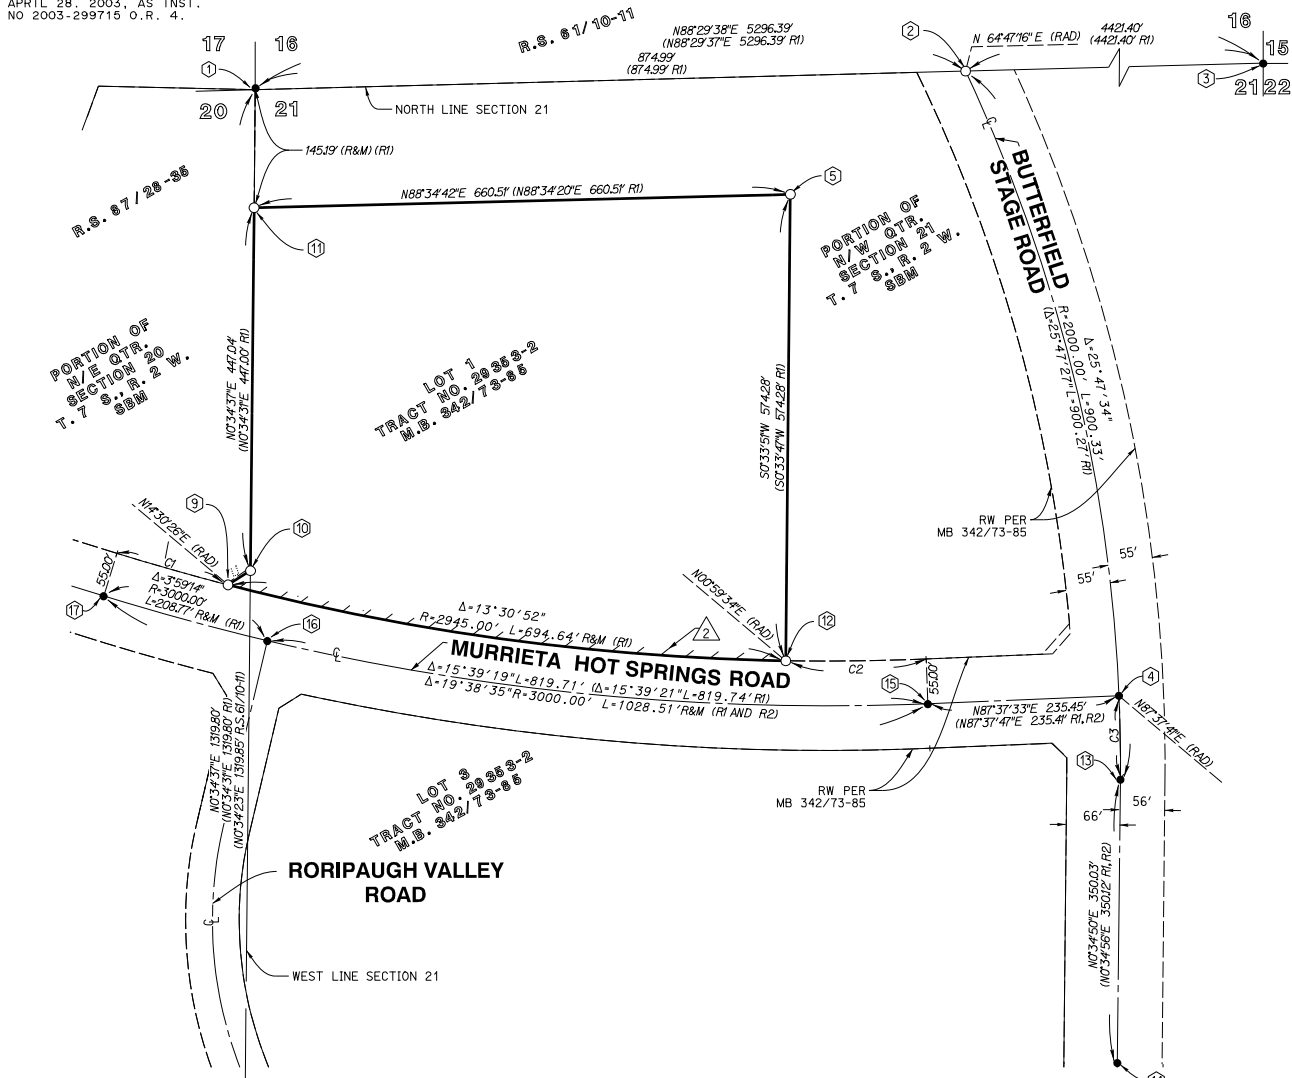 APRIL 28. 2003, AS INST.
NO 2003-299715 O.R. 4.
17 16
20 21
1
R.S. 61/10-11
N88°29'38"E 5296.39'
(N88°29'37"E 5296.39' R1)
874.99'
(874.99' R1)
2
N 64°47'16" E (RAD)
4421.40'
(4421.40' R1)
16
15
21 22
3
NORTH LINE SECTION 21
145.19' (R&M) (R1)
R.S. 87/28-35
N88°34'42"E 660.51' (N88°34'20"E 660.51' R1)
5
11
℄
BUTTERFIELD
STAGE ROAD
PORTION OF
N/W QTR.
SECTION 21
T. 7 S., R. 2 W.
SBM
PORTION OF
N/E QTR.
SECTION 20
T. 7 S., R. 2 W.
SBM
LOT 1
TRACT NO. 29353-2
M.B. 342/73-85
N0°34'37"E 447.04'
(N0°34'31"E 447.00' R1)
S0°33'51"W 574.28'
(S0°33'47"W 574.28' R1)
Δ=25°47'34"
R=2000.00' L=900.33'
(Δ=25°47'27" L=900.27' R1)
RW PER
MB 342/73-85
55'
55'
9
10
N14°30'26"E (RAD)
C1
55.00'
Δ=3°59'14"
R=3000.00'
L=208.77' R&M (R1)
17
16
℄
Δ=13°30'52"
R=2945.00' L=694.64' R&M (R1)
2
N00°59'34"E (RAD)
12
MURRIETA HOT SPRINGS ROAD
Δ=15°39'19" L=819.71' (Δ=15°39'21" L=819.74' R1)
Δ=19°38'35" R=3000.00' L=1028.51' R&M (R1 AND R2)
C2
15
55.00'
N87°37'33"E 235.45'
(N87°37'47"E 235.41' R1,R2)
4
N87°37'41"E (RAD)
C3
13
RW PER
MB 342/73-85
66'
56'
N0°34'37"E 1319.80'
(N0°34'31"E 1319.80' R1)
(N0°34'23"E 1319.85' R.S. 61/10-11)
LOT 3
TRACT NO. 29353-2
M.B. 342/73-85
RORIPAUGH VALLEY
ROAD
℄
WEST LINE SECTION 21
N0°34'50"E 350.03'
(N0°34'56"E 350.12' R1,R2)